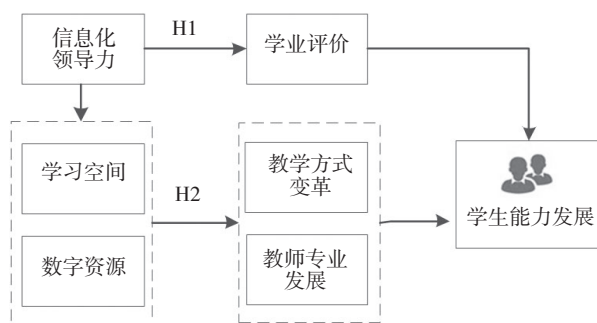 信息化
领导力
H1
学业评价
学习空间
数字资源
H2
教学方式
变革
教师专业
发展
学生能力发展